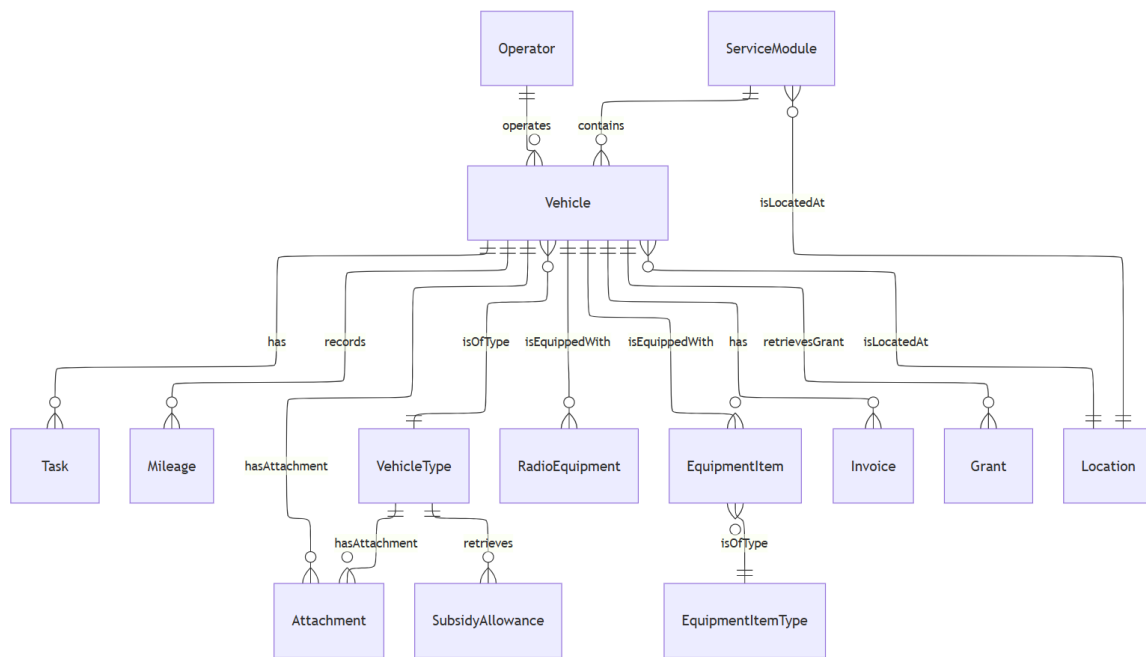 Operator
ServiceModule
operates
contains
Vehicle
isLocatedAt
has
records
isOfType
isEquippedWith
isEquippedWith
has
retrievesGrant
isLocatedAt
Task
Mileage
hasAttachment
VehicleType
RadioEquipment
EquipmentItem
Invoice
Grant
Location
hasAttachment
retrieves
isOfType
Attachment
SubsidyAllowance
EquipmentItemType